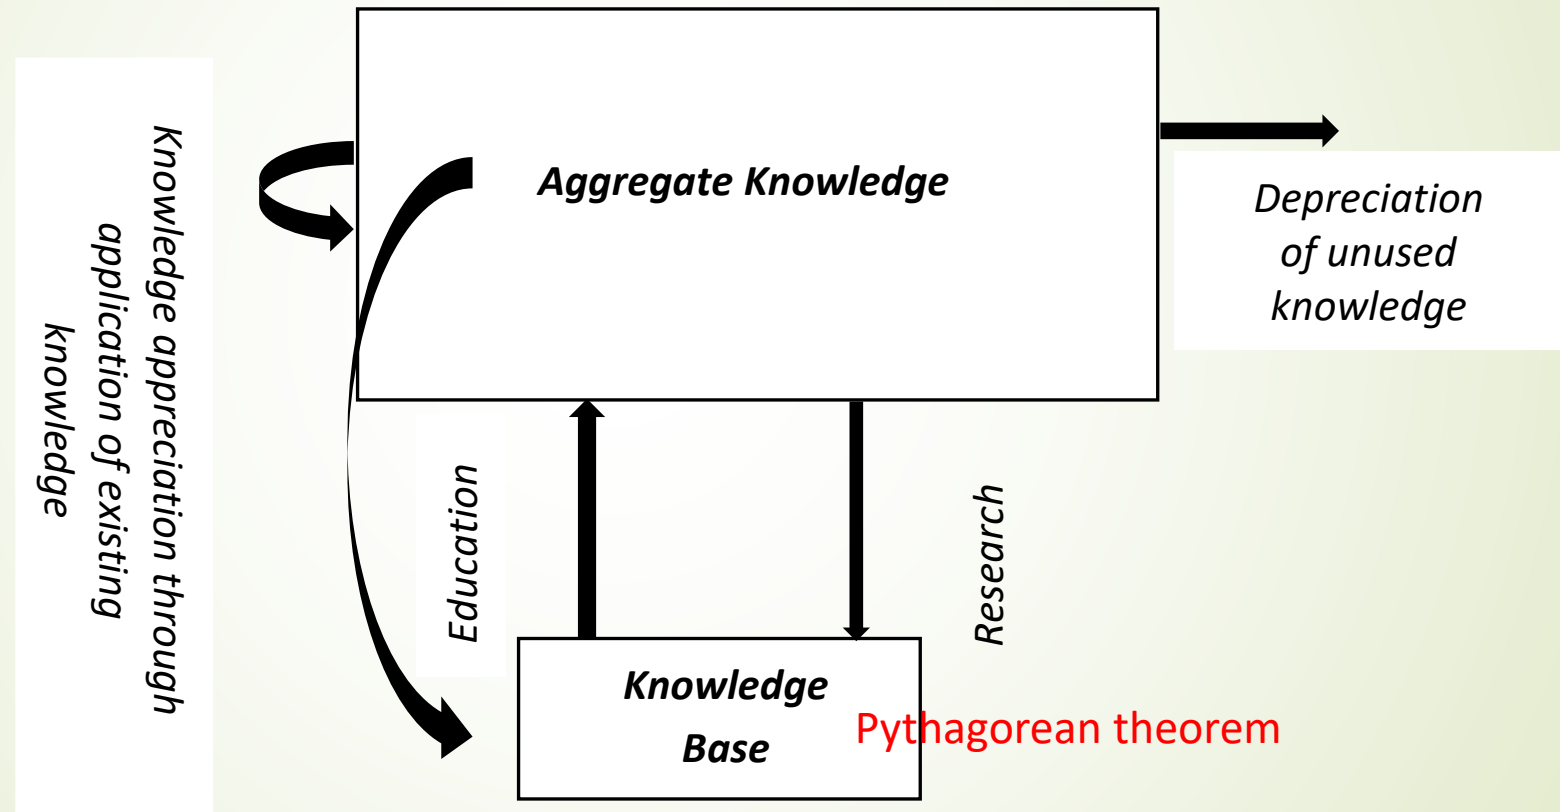 Knowledge appreciation through
application of existing
knowledge
Aggregate Knowledge
Depreciation
of unused
knowledge
Education
Research
Knowledge
Base
Pythagorean theorem